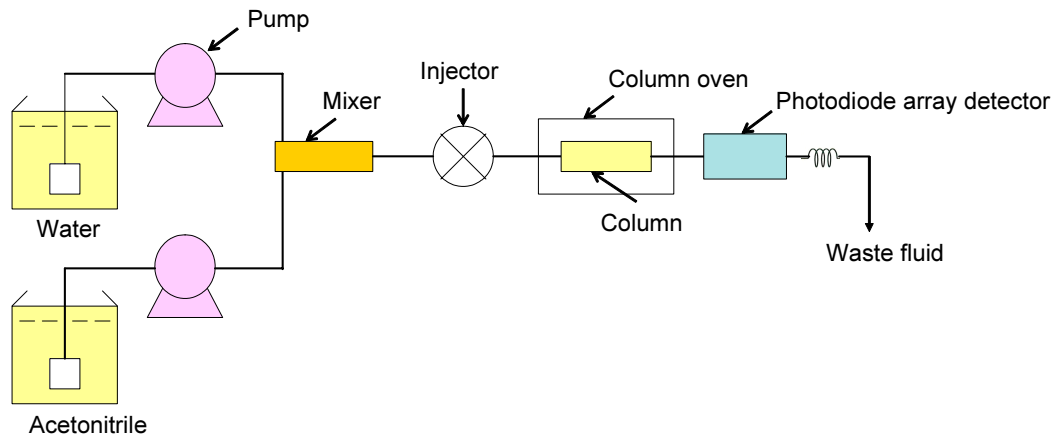 Pump
Injector
Column oven
Photodiode array detector
Mixer
Water
Column
Waste fluid
Acetonitrile